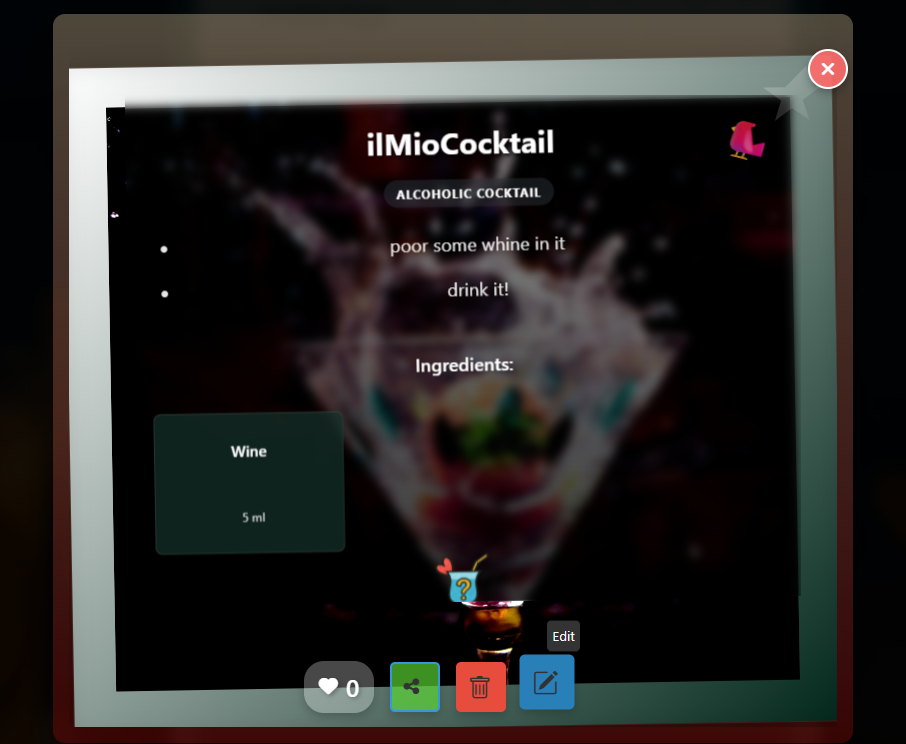 ilMioCocktail
ALCOHOLIC COCKTAIL
poor some whine in it
drink it!
Ingredients:
Wine
5 ml
?
Edit
0